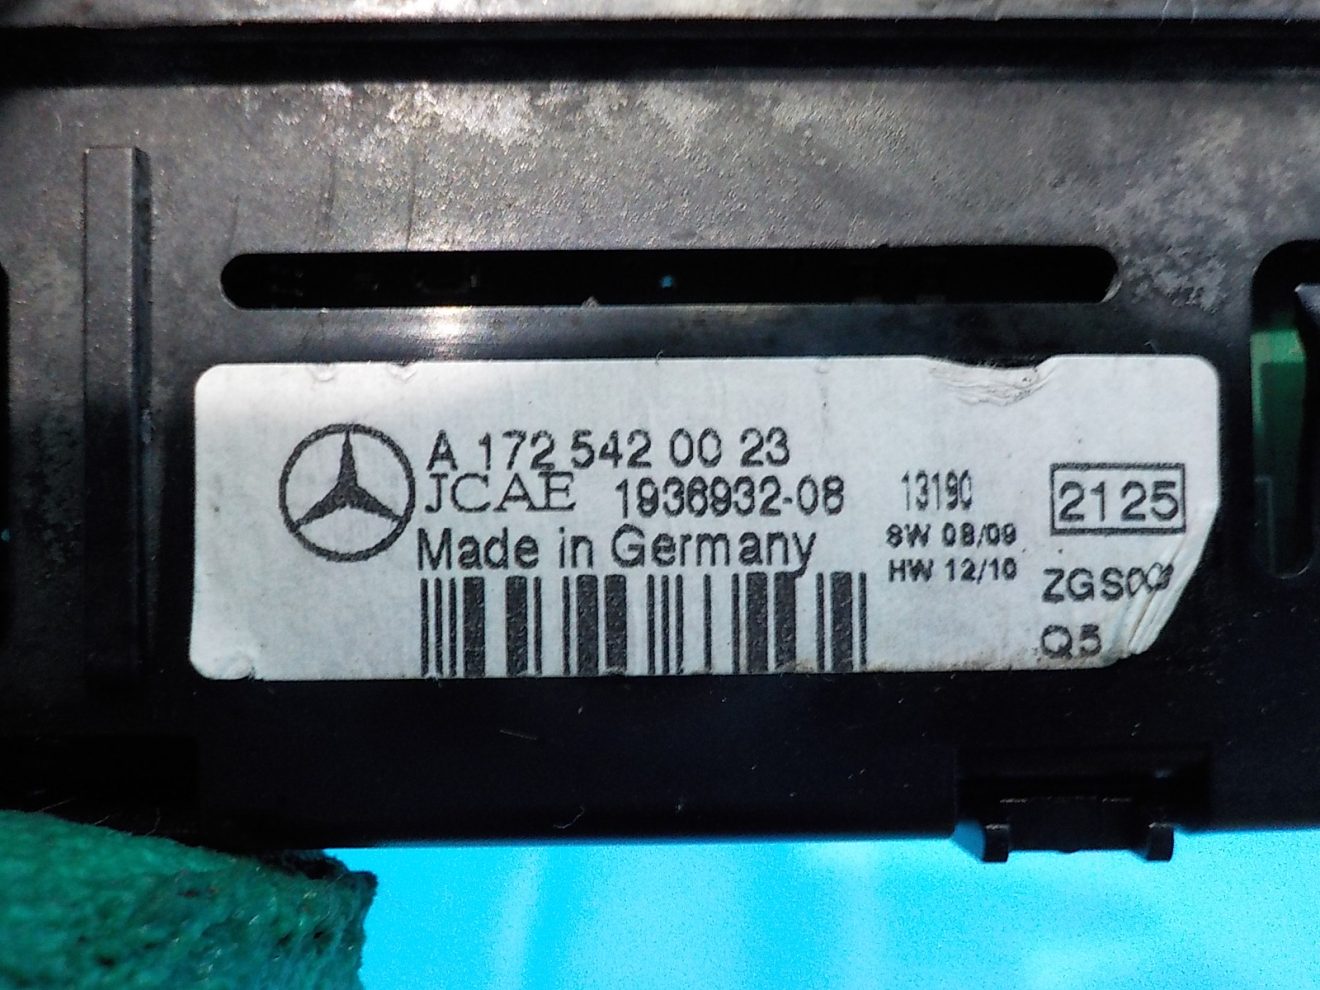 A 172 542 00 23
JCAE 1936932-08 13190 2125
Made in Germany SW 08/09
HW 12/10
Q5